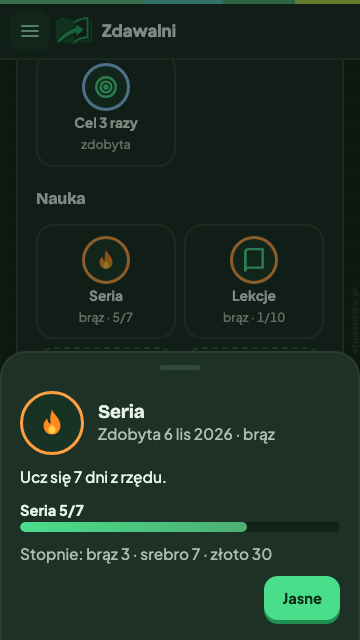 Zdawalni
Cel 3 razy
zdobyta
Nauka
Seria
brąz · 5/7
Lekcje
brąz · 1/10
Seria
Zdobyta 6 lis 2026 · brąz
Ucz się 7 dni z rzędu.
Seria 5/7
Stopnie: brąz 3 · srebro 7 · złoto 30
Jasne